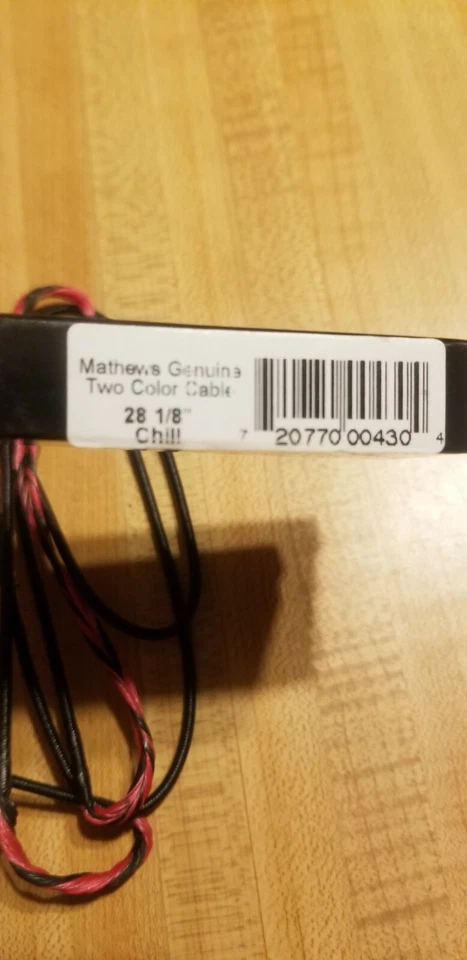 Mathews Genuine
Two Color Cable
28 1/8"
Chill
7 20770 00430 4